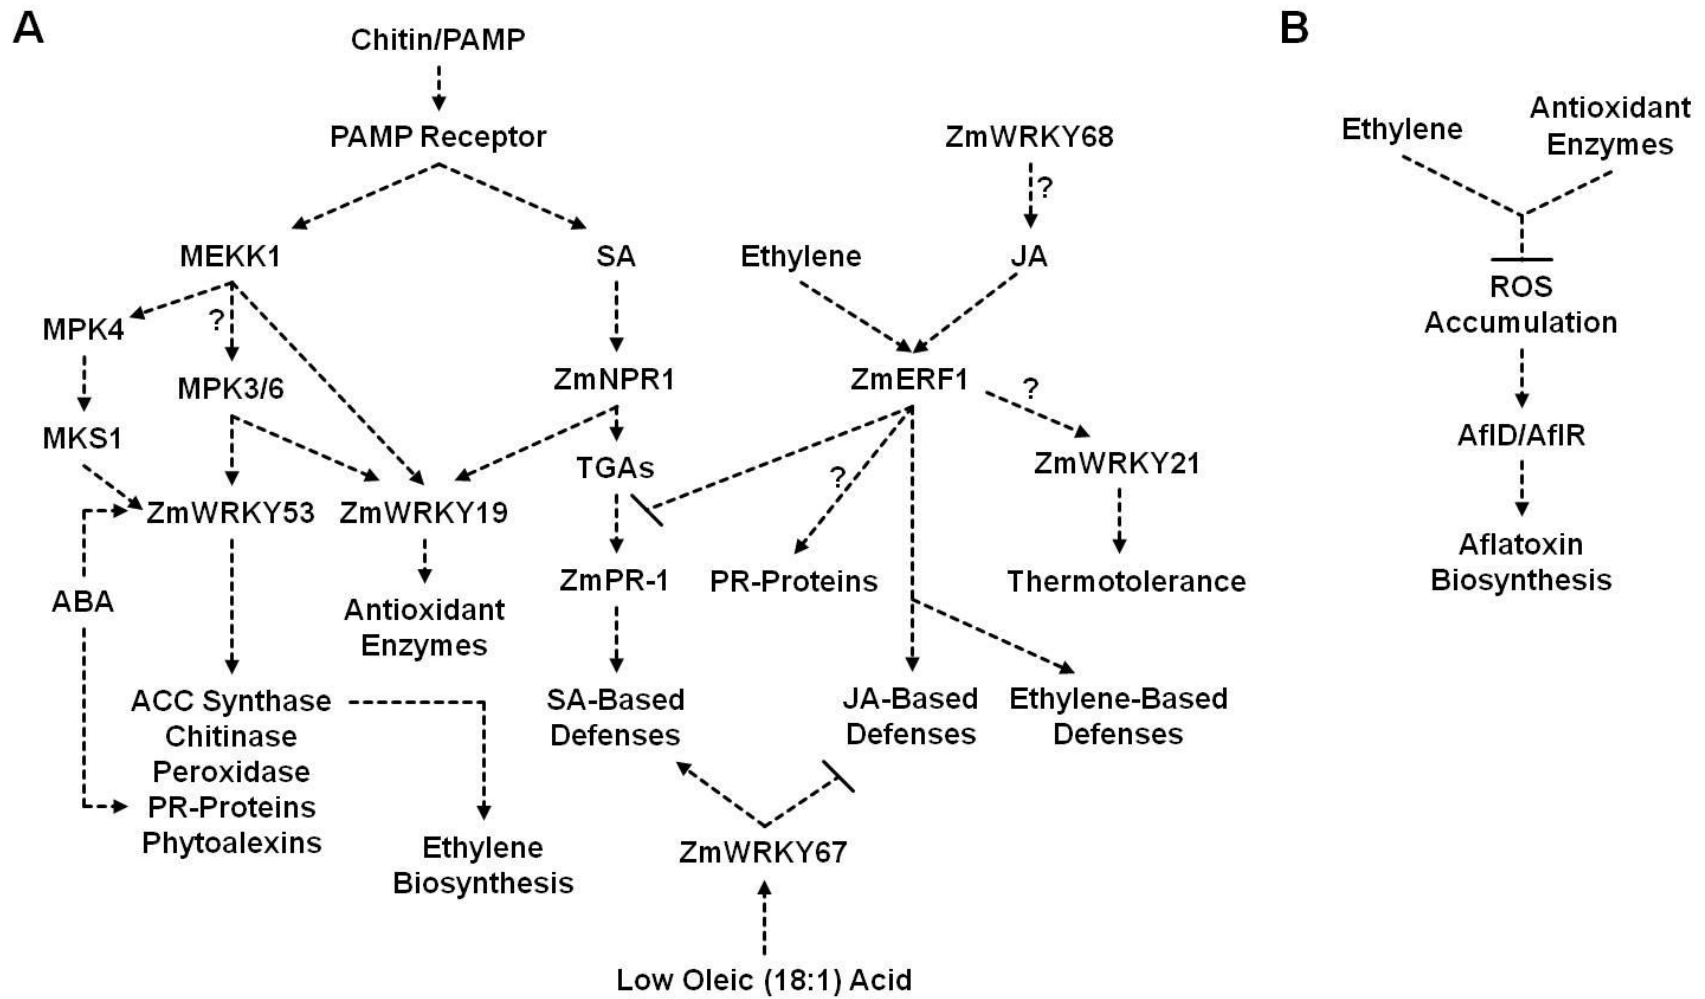 A
B
Chitin/PAMP
PAMP Receptor
ZmWRKY68
?
MEKK1
SA
Ethylene
JA
MPK4
?
MPK3/6
ZmNPR1
ZmERF1
?
MKS1
TGAs
?
ZmWRKY21
ZmWRKY53
ZmWRKY19
ZmPR-1
PR-Proteins
Thermotolerance
ABA
Antioxidant
Enzymes
ACC Synthase
Chitinase
Peroxidase
PR-Proteins
Phytoalexins
SA-Based
Defenses
JA-Based
Defenses
Ethylene-Based
Defenses
Ethylene
Biosynthesis
ZmWRKY67
Low Oleic (18:1) Acid
Ethylene
Antioxidant
Enzymes
ROS
Accumulation
AflD/AflR
Aflatoxin
Biosynthesis